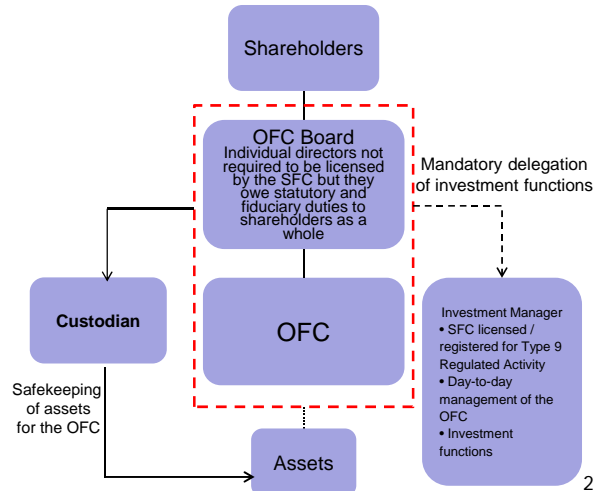 Shareholders
OFC Board
Individual directors not
required to be licensed
by the SFC but they
owe statutory and
fiduciary duties to
shareholders as a
whole
Mandatory delegation
of investment functions
Custodian
OFC
Investment Manager
• SFC licensed /
registered for Type 9
Regulated Activity
• Day-to-day
management of the
OFC
• Investment
functions
Safekeeping
of assets
for the OFC
Assets
2